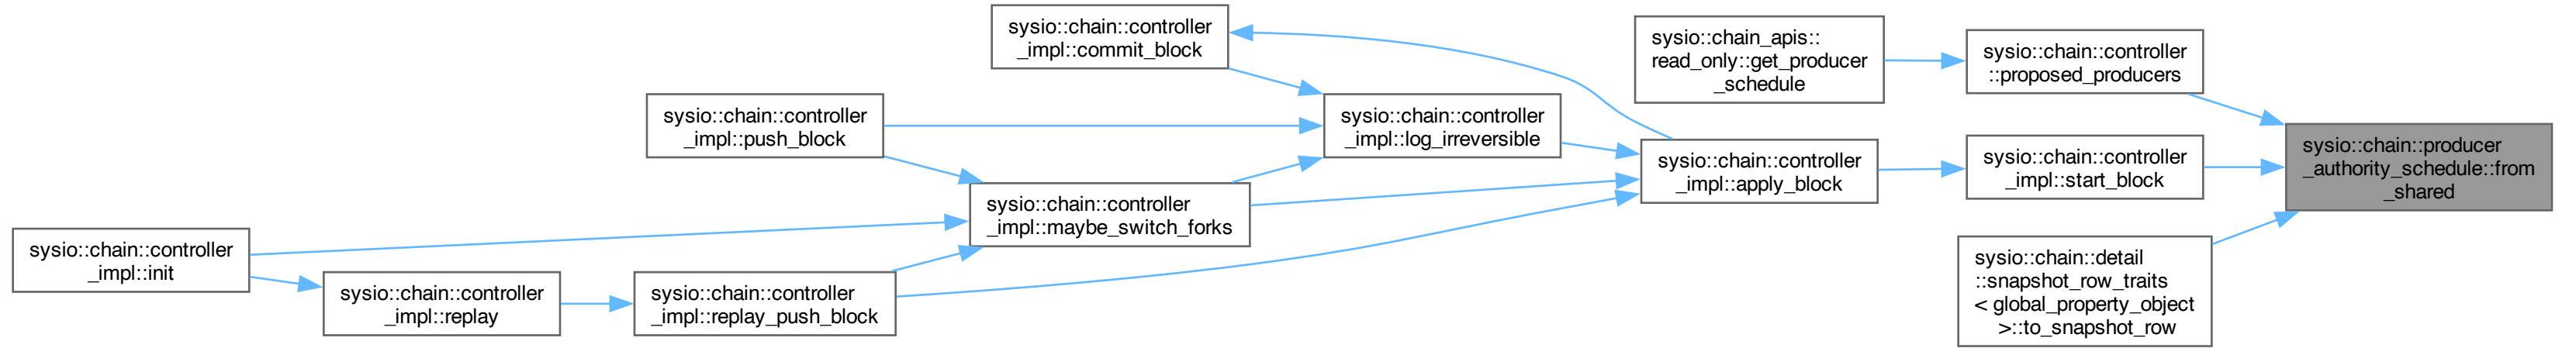 sysio::chain::controller
_impl::commit_block
sysio::chain_apis::
read_only::get_producer
_schedule
sysio::chain::controller
::proposed_producers
sysio::chain::controller
_impl::push_block
sysio::chain::controller
_impl::log_irreversible
sysio::chain::producer
_authority_schedule::from
_shared
sysio::chain::controller
_impl::apply_block
sysio::chain::controller
_impl::start_block
sysio::chain::controller
_impl::maybe_switch_forks
sysio::chain::controller
_impl::init
sysio::chain::controller
_impl::replay
sysio::chain::controller
_impl::replay_push_block
sysio::chain::detail
::snapshot_row_traits
< global_property_object
>::to_snapshot_row